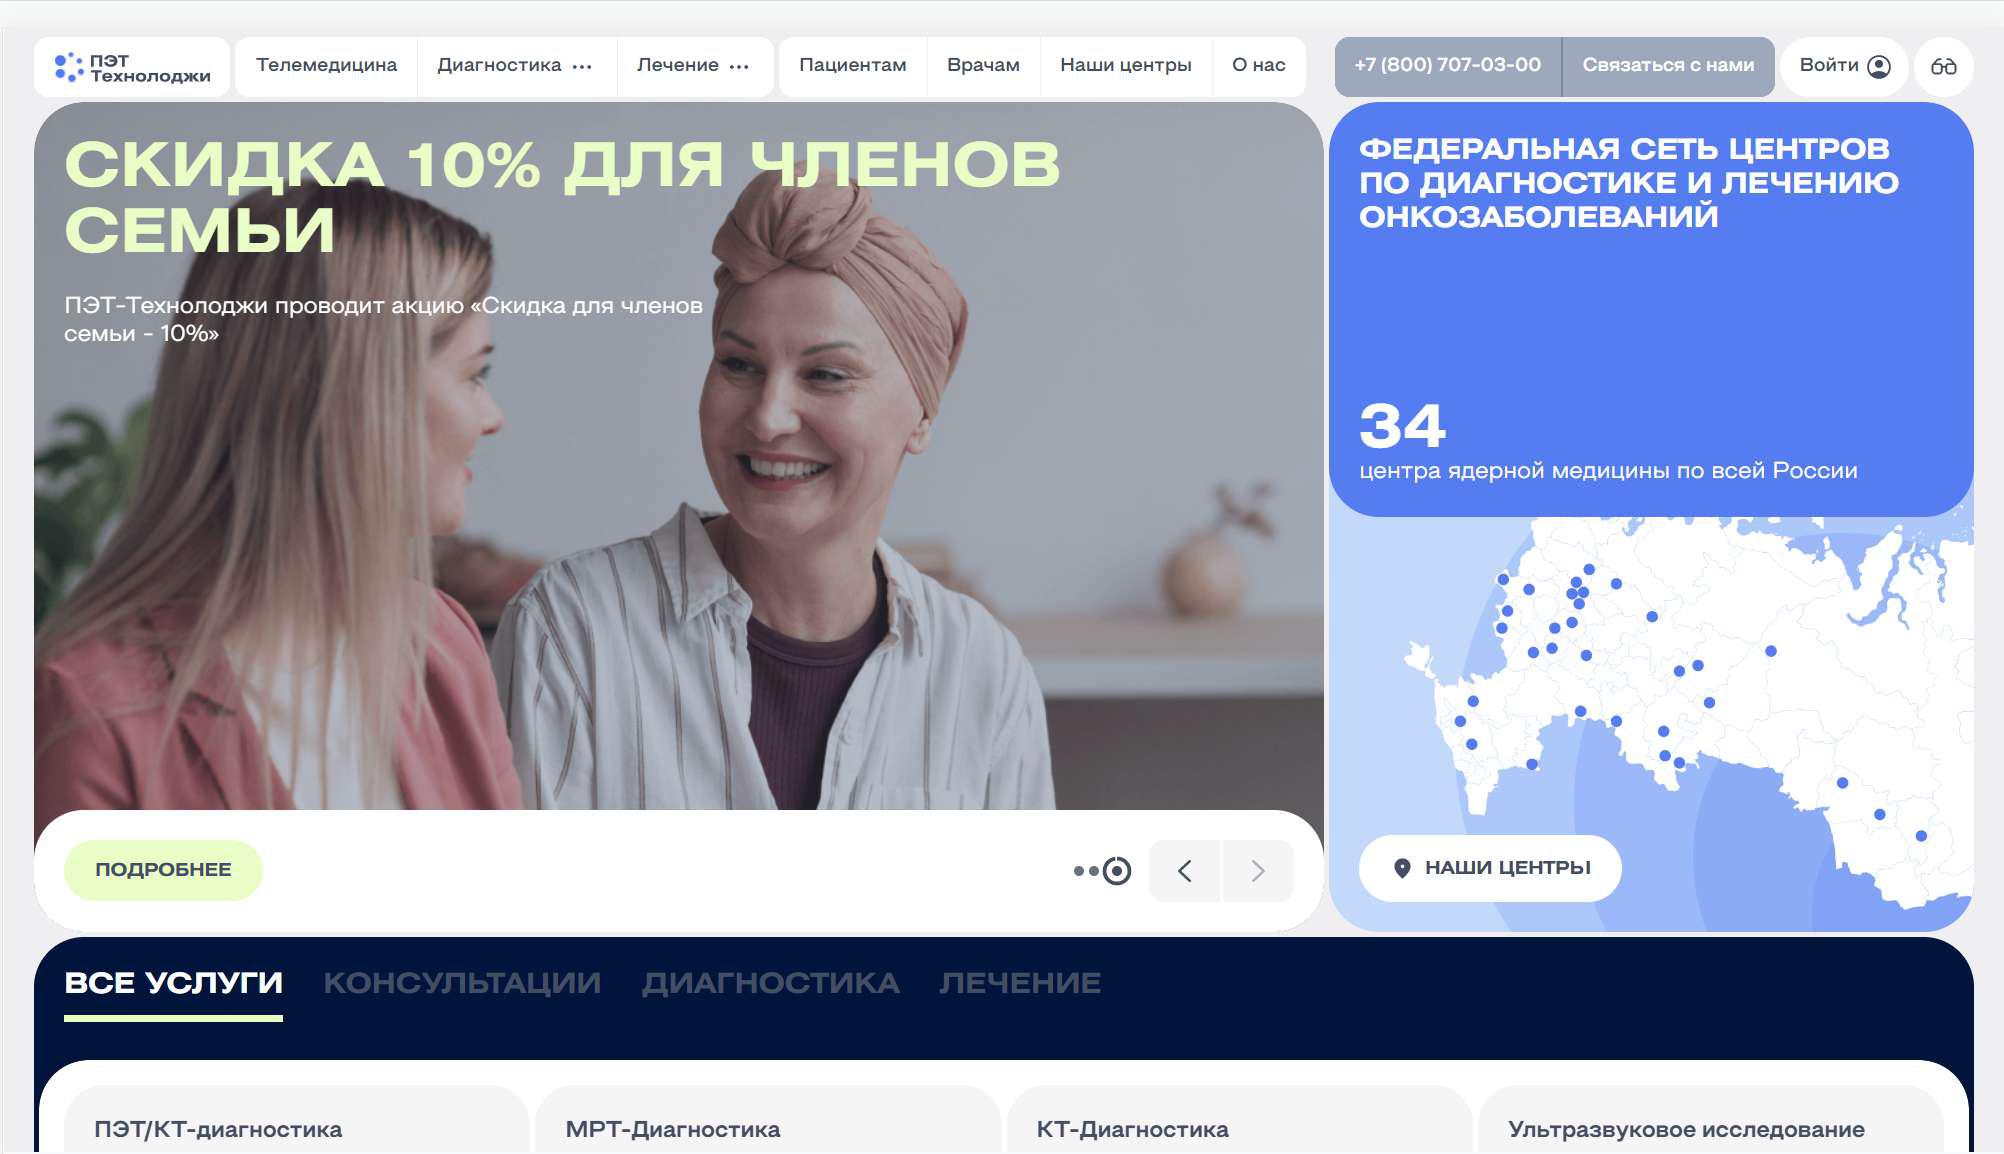 ПЭТ
Технолоджи
Телемедицина
Диагностика
Лечение
Пациентам
Врачам
Наши центры
О нас
+7 (800) 707-03-00
Связаться с нами
Войти
СКИДКА 10% ДЛЯ ЧЛЕНОВ
СЕМЬИ
ПЭТ-Технолоджи проводит акцию «Скидка для членов
семьи - 10%»
ПОДРОБНЕЕ
ФЕДЕРАЛЬНАЯ СЕТЬ ЦЕНТРОВ
ПО ДИАГНОСТИКЕ И ЛЕЧЕНИЮ
ОНКОЗАБОЛЕВАНИЙ
34
центра ядерной медицины по всей России
НАШИ ЦЕНТРЫ
ВСЕ УСЛУГИ
КОНСУЛЬТАЦИИ
ДИАГНОСТИКА
ЛЕЧЕНИЕ
ПЭТ/КТ-диагностика
МРТ-Диагностика
КТ-Диагностика
Ультразвуковое исследование